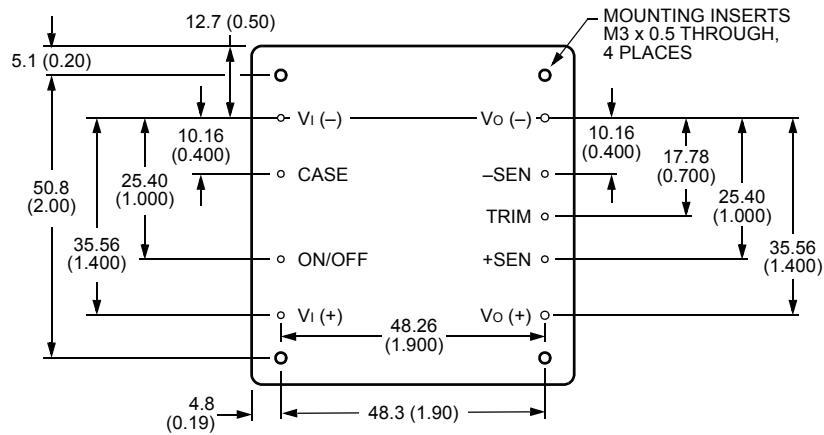 12.7 (0.50)
MOUNTING INSERTS
M3 x 0.5 THROUGH,
4 PLACES
5.1 (0.20)
VI (–)
VO (–)
10.16
(0.400)
10.16
(0.400)
17.78
(0.700)
CASE
–SEN
50.8
(2.00)
25.40
(1.000)
25.40
(1.000)
TRIM
35.56
(1.400)
35.56
(1.400)
ON/OFF
+SEN
VI (+)
VO (+)
48.26
(1.900)
4.8
(0.19)
48.3 (1.90)